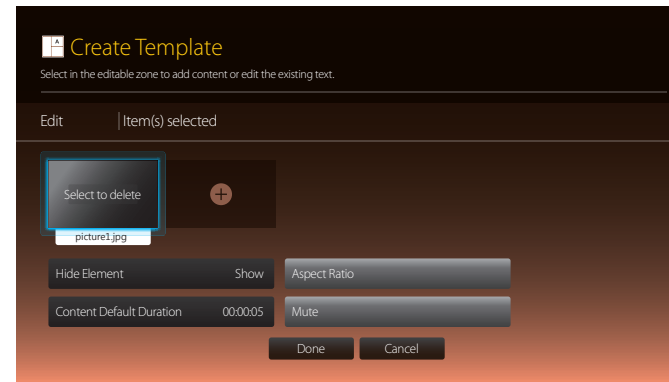 A
Create Template
Select in the editable zone to add content or edit the existing text.
Edit Item(s) selected
Select to delete
picture1.jpg
Hide Element Show Aspect Ratio
Content Default Duration 00:00:05 Mute
Done Cancel